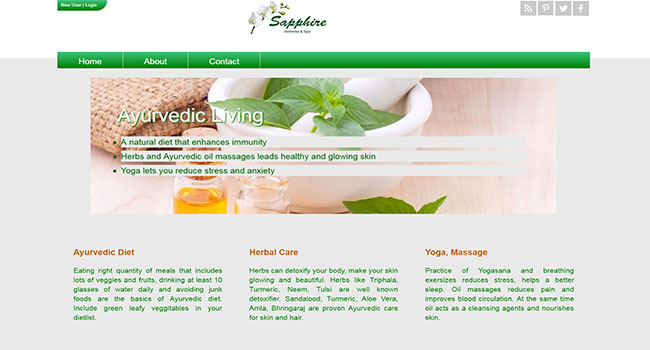 New User | Login
Sapphire
Wellness & Spa
Home
About
Contact
Ayurvedic Living
A natural diet that enhances immunity
Herbs and Ayurvedic oil massages leads healthy and glowing skin
Yoga lets you reduce stress and anxiety
Ayurvedic Diet
Eating right quantity of meals that includes
lots of veggies and fruits, drinking at least 10
glasses of water daily and avoiding junk
foods are the basics of Ayurvedic diet.
Include green leafy veggitables in your
dietlist.
Herbal Care
Herbs can detoxify your body, make your skin
glowing and beautiful. Herbs like Triphala,
Turmeric, Neem, Tulsi are well known
detoxifier. Sandalood, Turmeric, Aloe Vera,
Amla, Bhringaraj are proven Ayurvedic care
for skin and hair.
Yoga, Massage
Practice of Yogasana and breathing
exersizes reduces stress, helps a better
sleep. Oil massages reduces pain and
improves blood circulation. At the same time
oil acts as a cleansing agents and nourishes
skin.